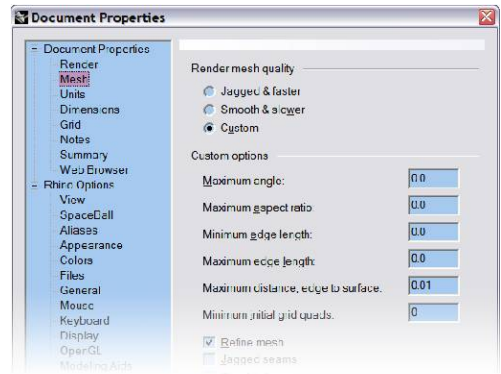 Document Properties
Document Properties
Render
Mesh
Units
Dimensions
Grid
Notes
Summary
Web Browser
Rhino Options
View
SpaceBall
Aliases
Appearance
Colors
Files
General
Mouse
Keyboard
Display
OpenGL
Modeling Aids
Render mesh quality
Jagged & faster
Smooth & slower
Custom
Custom options
Maximum angle: 0.0
Maximum aspect ratio: 0.0
Minimum edge length: 0.0
Maximum edge length: 0.0
Maximum distance, edge to surface: 0.01
Minimum initial grid quads: 0
Refine mesh
Jagged seams